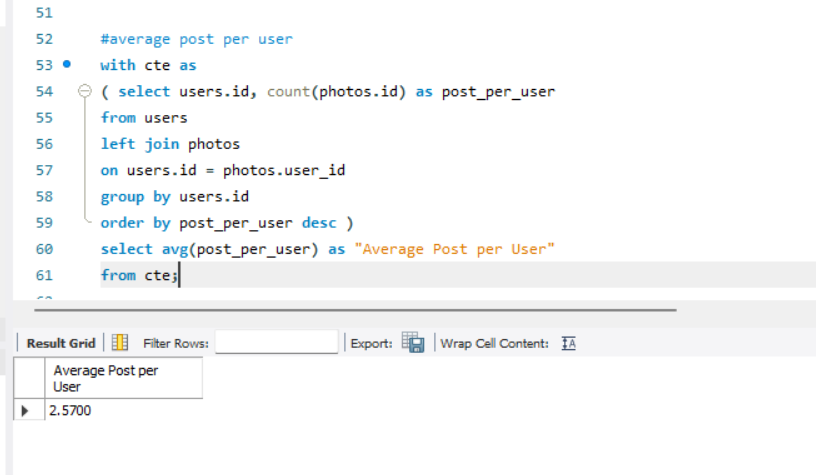 51
52 #average post per user
53 with cte as
54 ( select users.id, count(photos.id) as post_per_user
55 from users
56 left join photos
57 on users.id = photos.user_id
58 group by users.id
59 order by post_per_user desc )
60 select avg(post_per_user) as "Average Post per User"
61 from cte;
Result Grid Filter Rows: Export: Wrap Cell Content: IA
Average Post per
User
2.5700